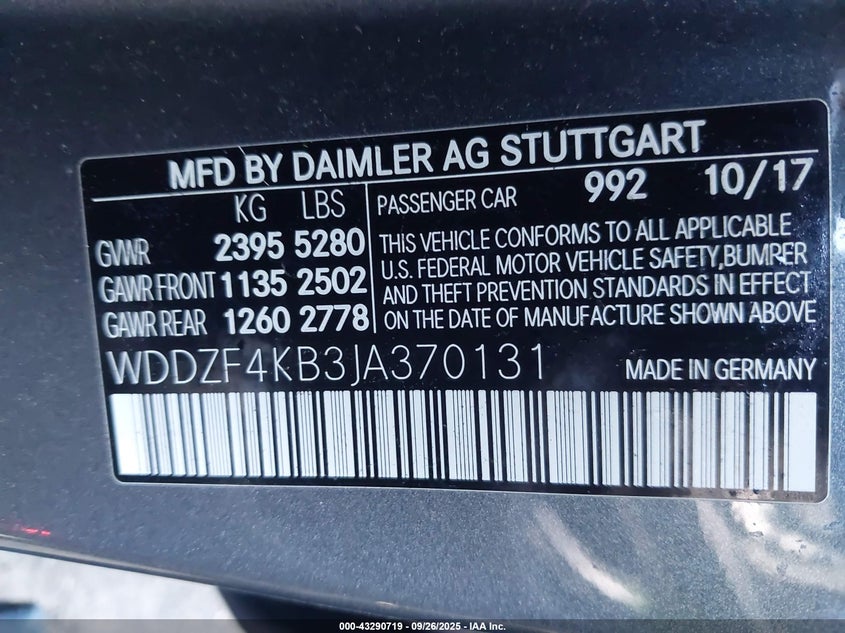 MFD BY DAIMLER AG STUTTGART
KG LBS
GVWR 2395 5280
GAWR FRONT 1135 2502
GAWR REAR 1260 2778
PASSENGER CAR 992 10/17
THIS VEHICLE CONFORMS TO ALL APPLICABLE
U.S. FEDERAL MOTOR VEHICLE SAFETY, BUMPER
AND THEFT PREVENTION STANDARDS IN EFFECT
ON THE DATE OF MANUFACTURE SHOWN ABOVE
WDDZF4KB3JA370131 MADE IN GERMANY
000-43290719 - 09/26/2025 - IAA Inc.